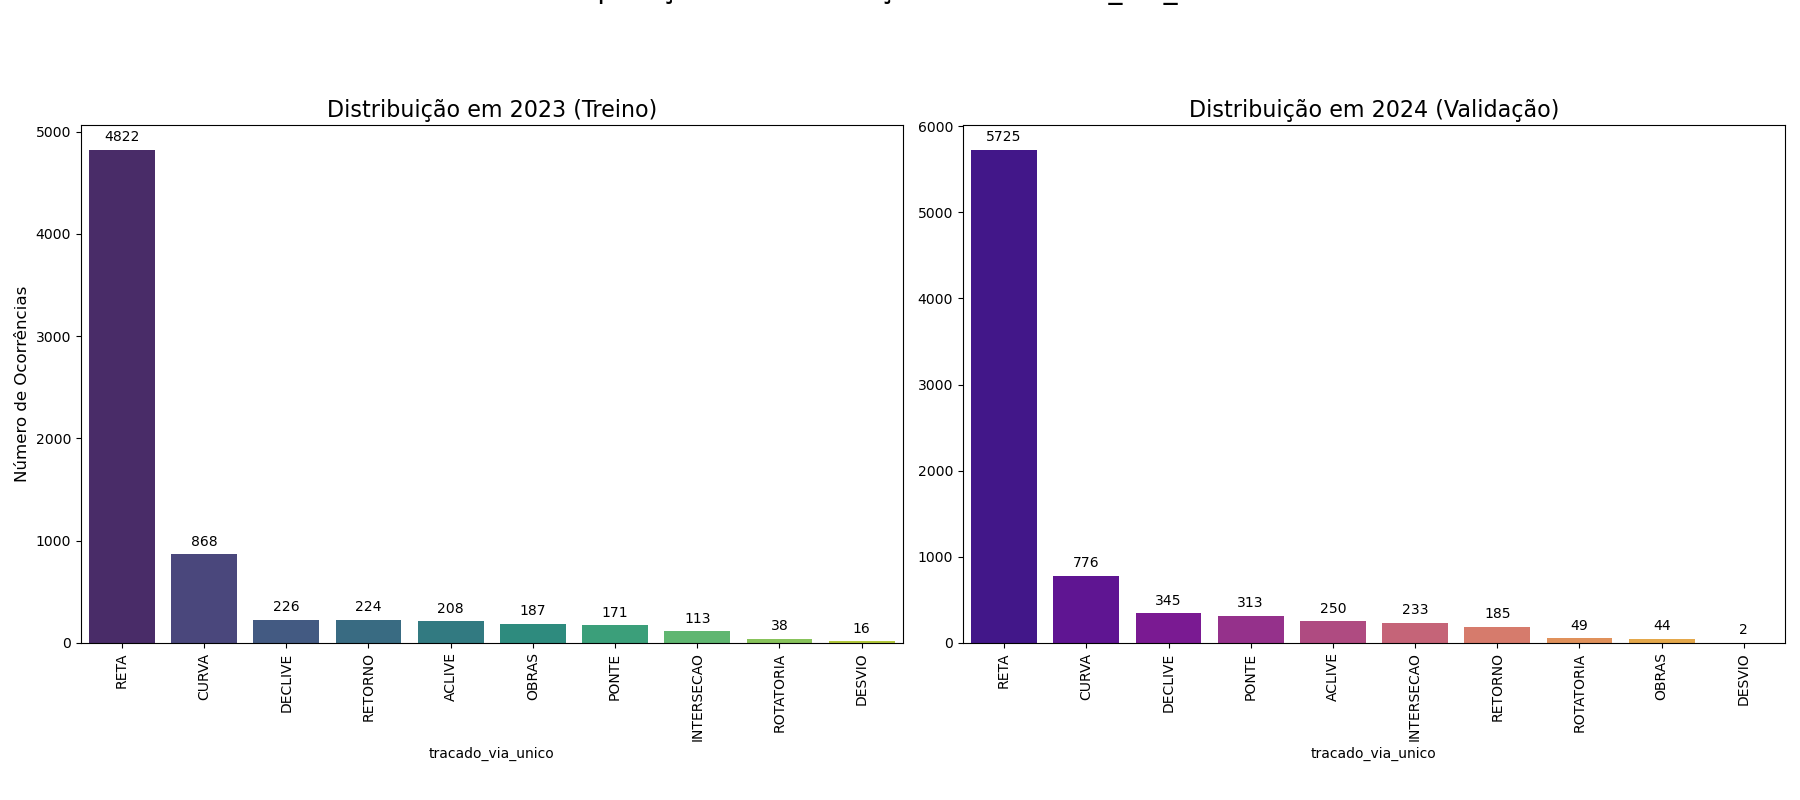 Distribuição em 2023 (Treino)
Número de Ocorrências
5000
4000
3000
2000
1000
0
4822
868
226
224
208
187
171
113
38
16
RETA
CURVA
DECLIVE
RETORNO
ACLIVE
OBRAS
PONTE
INTERSECAO
ROTATORIA
DESVIO
tracado_via_unico
Distribuição em 2024 (Validação)
6000
5000
4000
3000
2000
1000
0
5725
776
345
313
250
233
185
49
44
2
RETA
CURVA
DECLIVE
PONTE
ACLIVE
INTERSECAO
RETORNO
ROTATORIA
OBRAS
DESVIO
tracado_via_unico